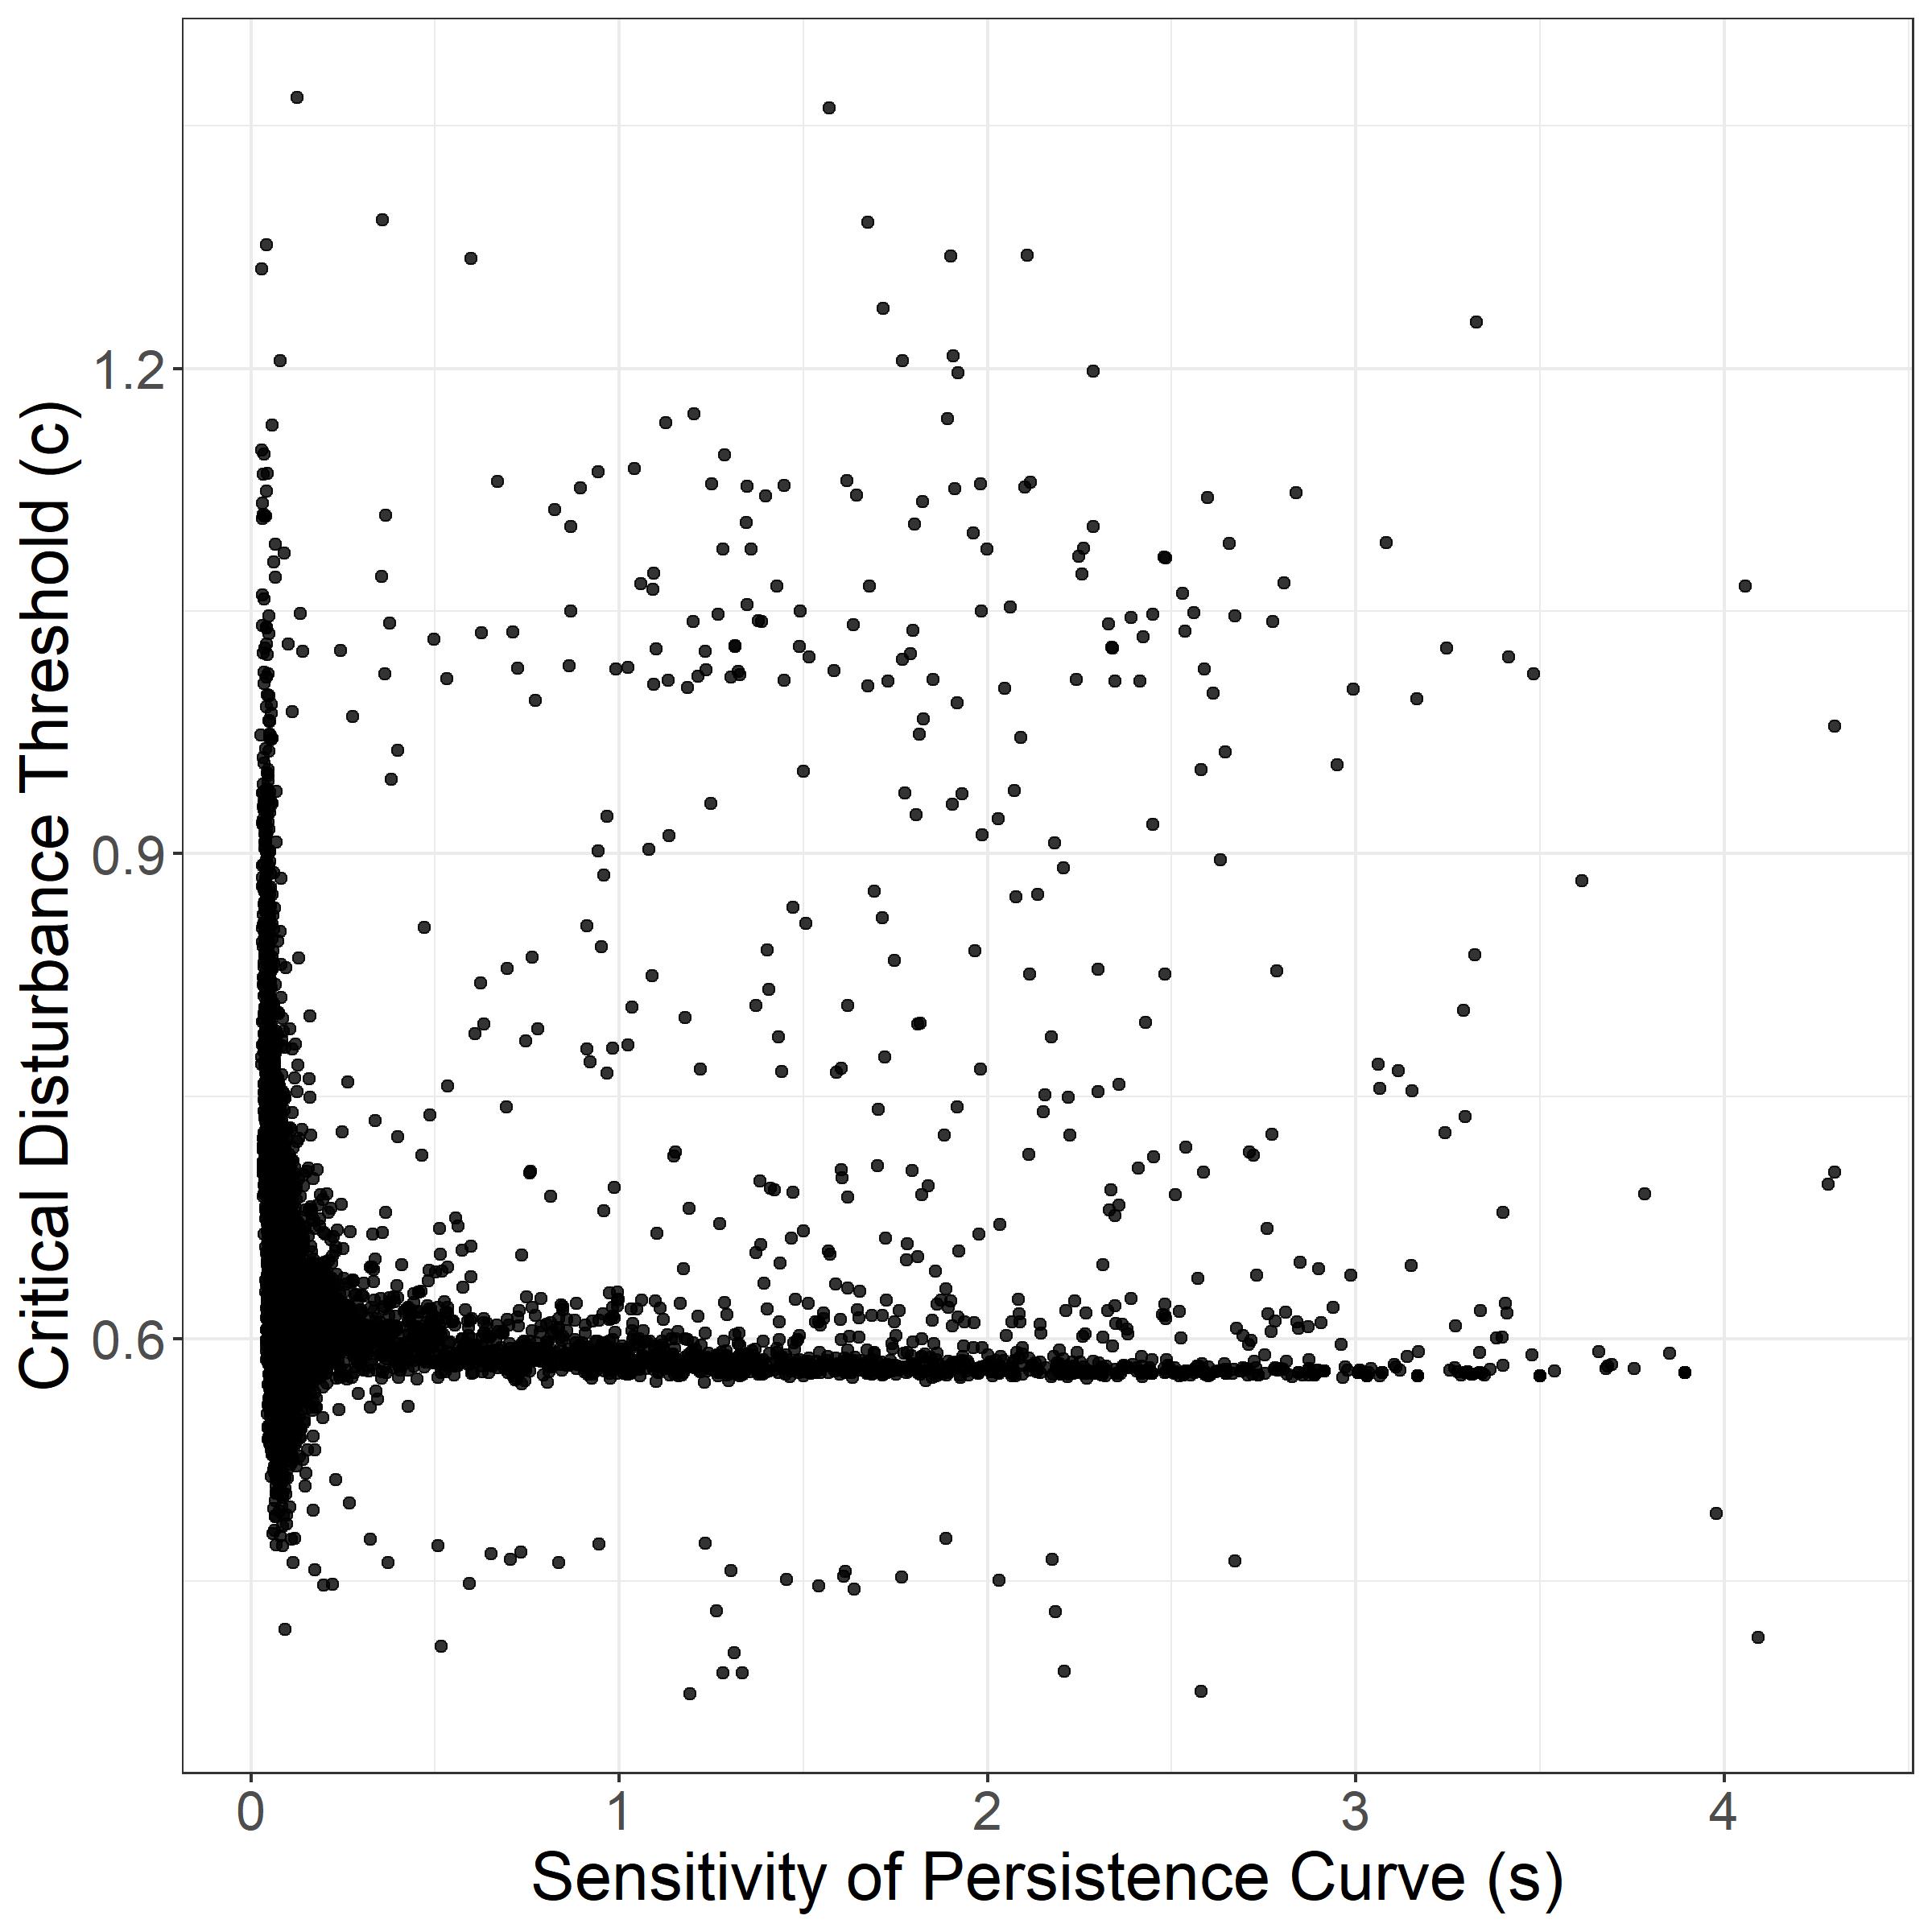 Critical Disturbance Threshold (c)
1.2
0.9
0.6
0 1 2 3 4
Sensitivity of Persistence Curve (s)